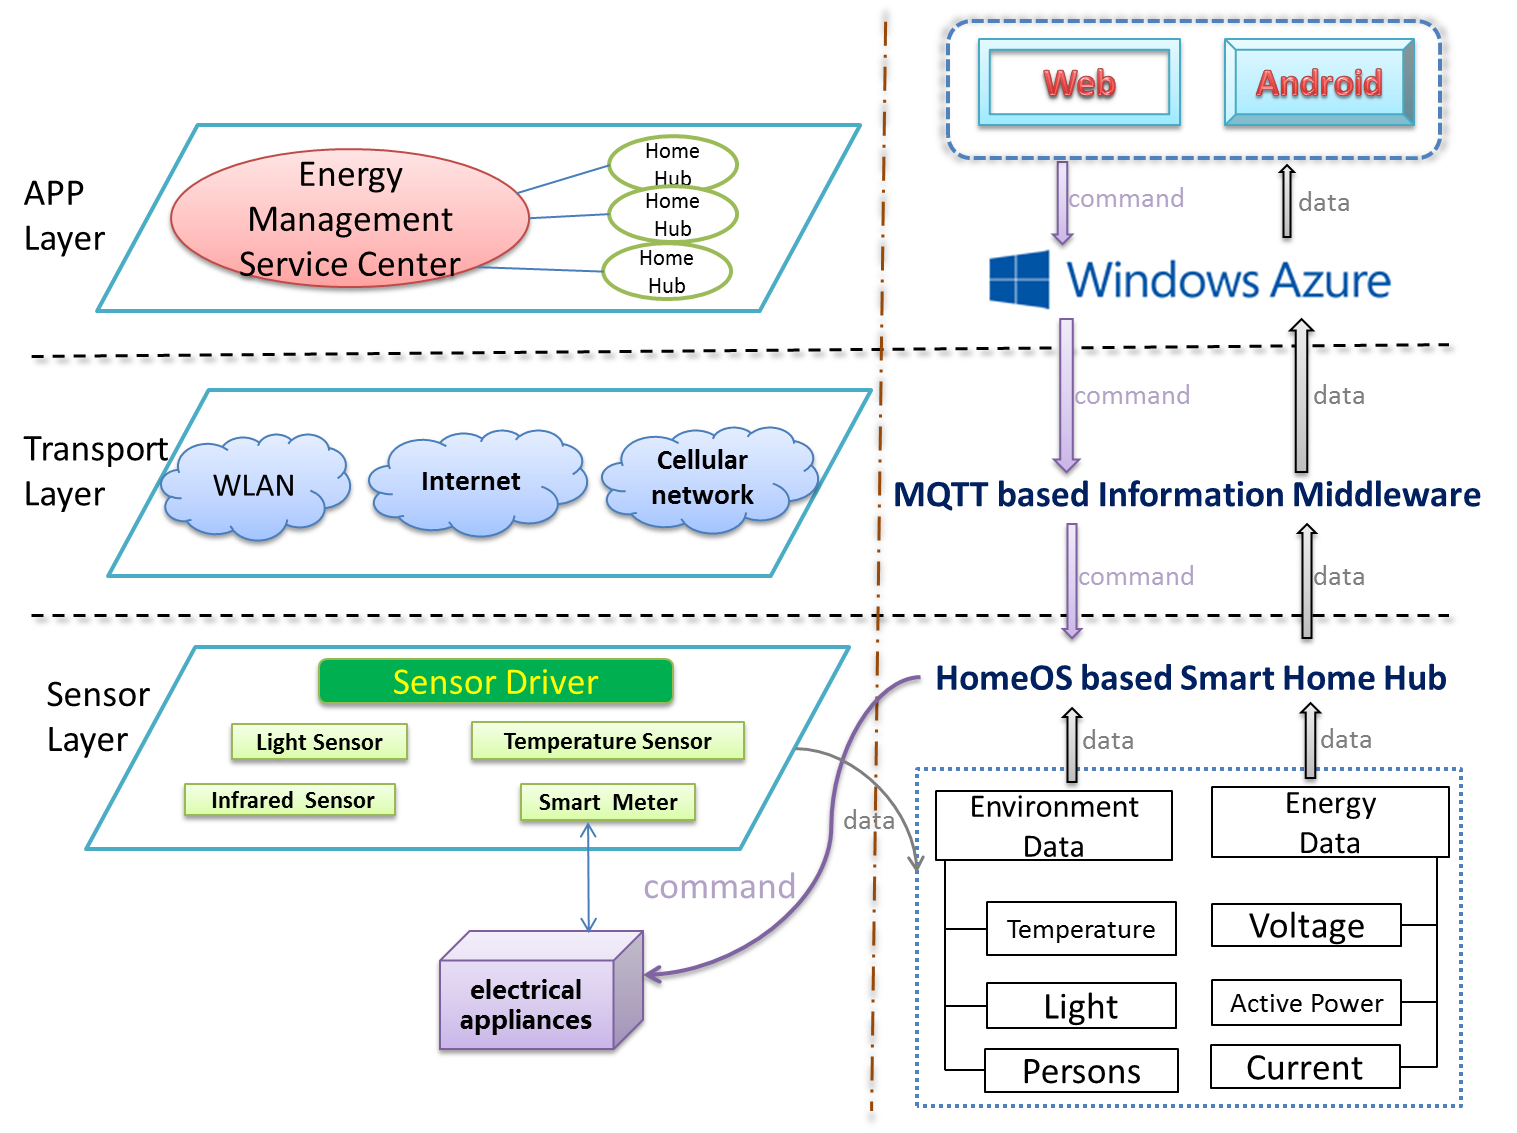 APP
Layer
Energy
Management
Service Center
Home
Hub
Home
Hub
Home
Hub
Transport
Layer
WLAN
Internet
Cellular
network
Sensor
Layer
Sensor Driver
Light Sensor
Temperature Sensor
Infrared Sensor
Smart Meter
data
command
electrical
appliances
Web
Android
command
data
Windows Azure
command
data
MQTT based Information Middleware
command
data
HomeOS based Smart Home Hub
data
data
Environment
Data
Temperature
Light
Persons
Energy
Data
Voltage
Active Power
Current